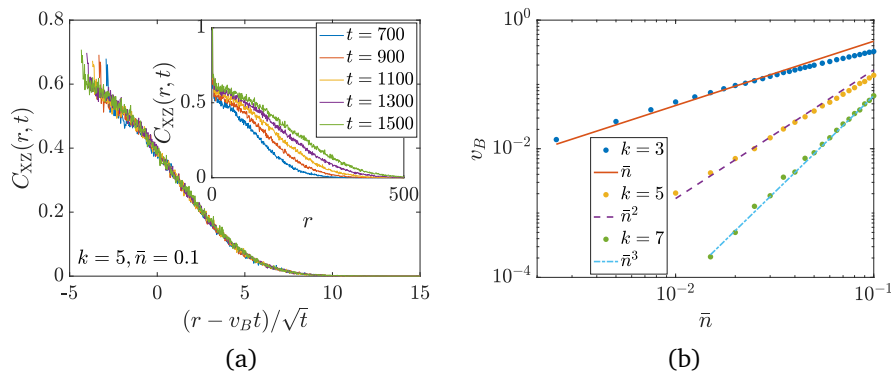 0.8
0.6
0.4
0.2
0
C_XZ(r, t)
-5 0 5 10 15
(r − v_B t)/√t
k = 5, n̄ = 0.1
1
0.5
0
C_XZ(r, t)
0 500
r
t = 700
t = 900
t = 1100
t = 1300
t = 1500
(a)
10^0
10^-2
10^-4
v_B
10^-2 10^-1
n̄
k = 3
n̄
k = 5
n̄^2
k = 7
n̄^3
(b)